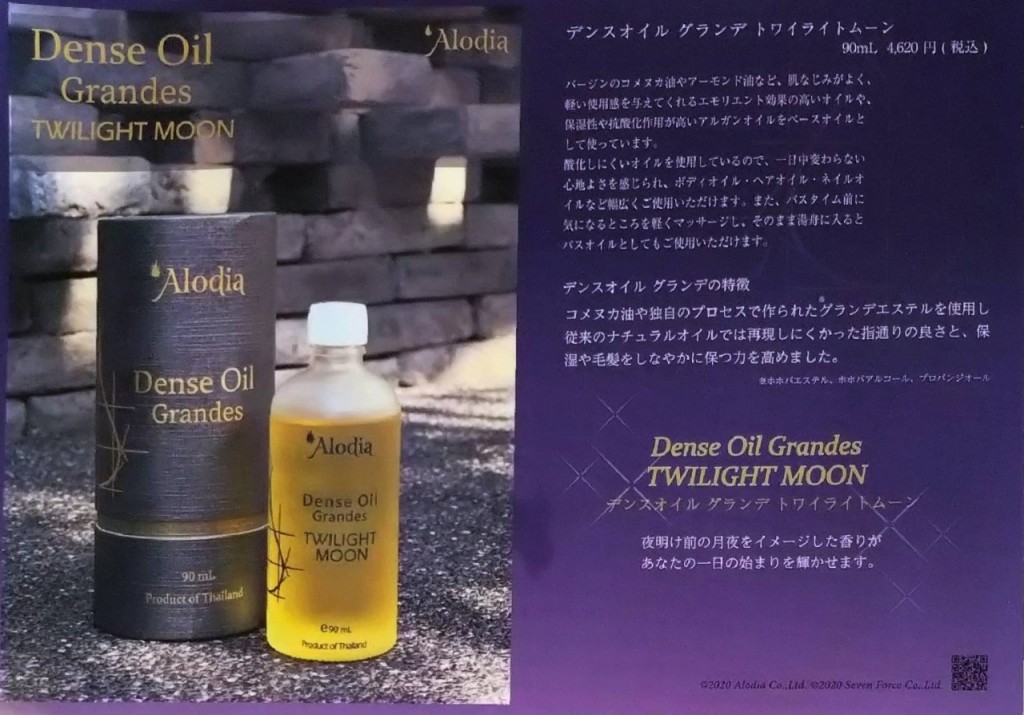 Dense Oil
Grandes
TWILIGHT MOON
Alodia
Alodia
Dense Oil
Grandes
90 mL
Product of Thailand
Alodia
Dense Oil
Grandes
TWILIGHT
MOON
℮90 mL
Product of Thailand
デンスオイル グランデ トワイライトムーン
90mL 4,620 円 ( 税込 )
バージンのコメヌカ油やアーモンド油など、肌なじみがよく、
軽い使用感を与えてくれるエモリエント効果の高いオイルや、
保湿性や抗酸化作用が高いアルガンオイルをベースオイルと
して使っています。
酸化しにくいオイルを使用しているので、一日中変わらない
心地よさを感じられ、ボディオイル・ヘアオイル・ネイルオ
イルなど幅広くご使用いただけます。また、バスタイム前に
気になるところを軽くマッサージし、そのまま湯舟に入ると
バスオイルとしてもご使用いただけます。
デンスオイル グランデの特徴
コメヌカ油や独自のプロセスで作られた※グランデエステルを使用し
従来のナチュラルオイルでは再現しにくかった指通りの良さと、保
湿や毛髪をしなやかに保つ力を高めました。
※ホホバエステル、ホホバアルコール、プロパンジオール
Dense Oil Grandes
TWILIGHT MOON
デンスオイル グランデ トワイライトムーン
夜明け前の月夜をイメージした香りが
あなたの一日の始まりを輝かせます。
©2020 Alodia Co.,Ltd. ©2020 Seven Force Co.,Ltd.